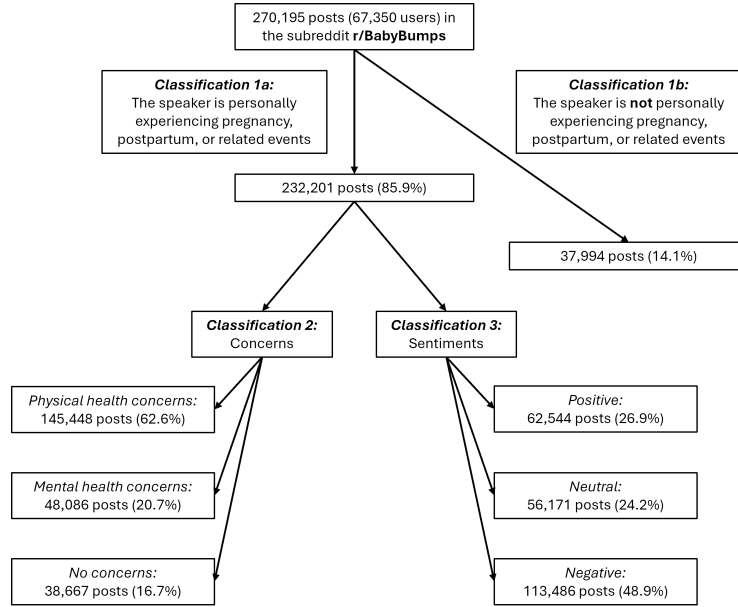 270,195 posts (67,350 users) in
the subreddit r/BabyBumps
Classification 1a:
The speaker is personally
experiencing pregnancy,
postpartum, or related events
Classification 1b:
The speaker is not personally
experiencing pregnancy,
postpartum, or related events
232,201 posts (85.9%)
37,994 posts (14.1%)
Classification 2:
Concerns
Classification 3:
Sentiments
Physical health concerns:
145,448 posts (62.6%)
Positive:
62,544 posts (26.9%)
Mental health concerns:
48,086 posts (20.7%)
Neutral:
56,171 posts (24.2%)
No concerns:
38,667 posts (16.7%)
Negative:
113,486 posts (48.9%)